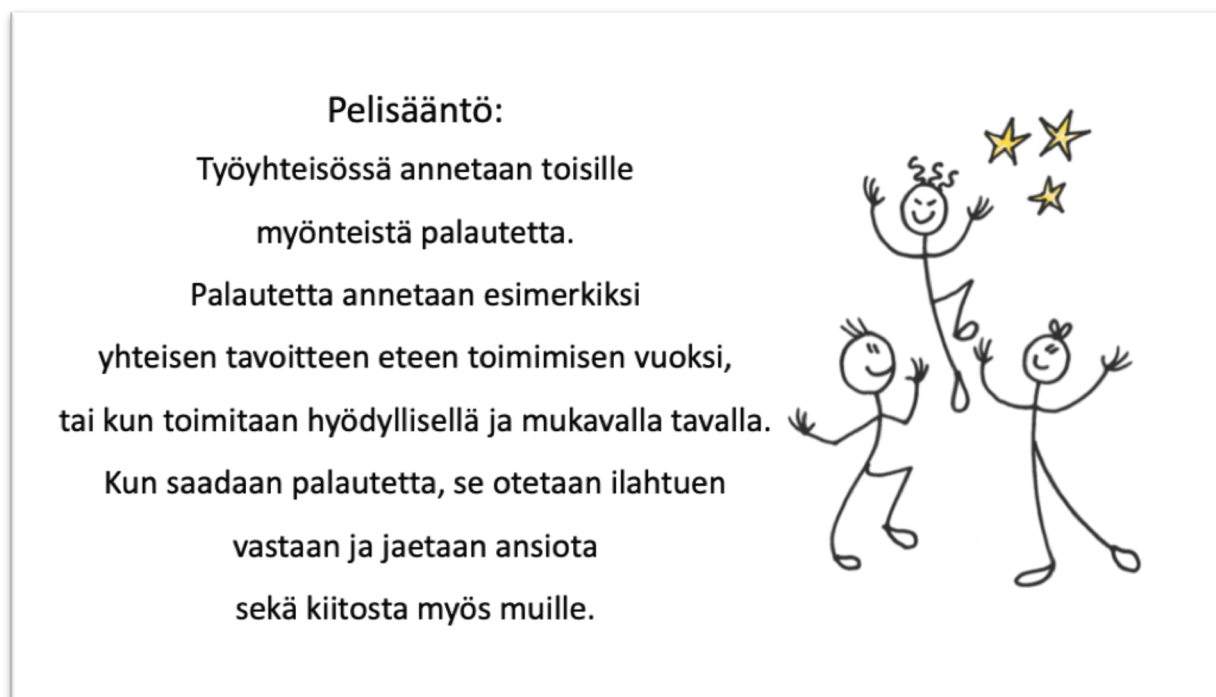 Pelisääntö:
Työyhteisössä annetaan toisille
myönteistä palautetta.
Palautetta annetaan esimerkiksi
yhteisen tavoitteen eteen toimimisen vuoksi,
tai kun toimitaan hyödyllisellä ja mukavalla tavalla.
Kun saadaan palautetta, se otetaan ilahtuen
vastaan ja jaetaan ansiota
sekä kiitosta myös muille.